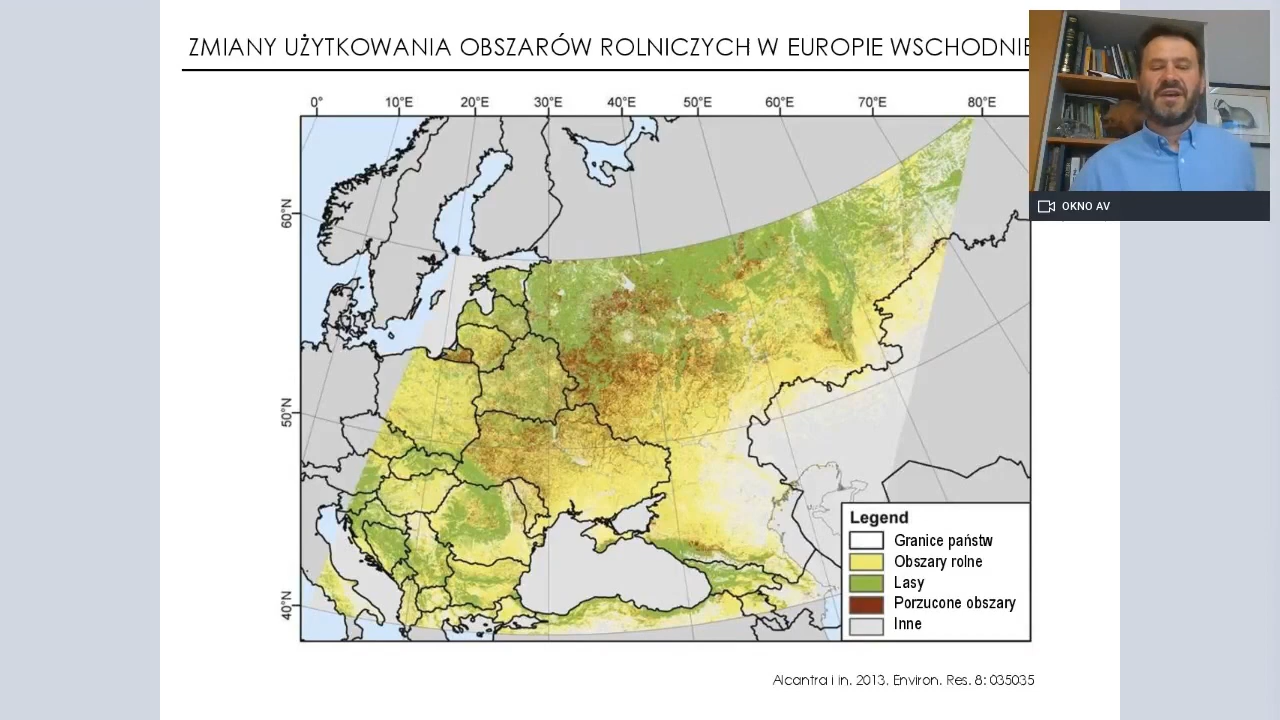 ZMIANY UŻYTKOWANIA OBSZARÓW ROLNICZYCH W EUROPIE WSCHODNIE
0°
10°E
20°E
30°E
40°E
50°E
60°E
70°E
80°E
60°N
50°N
40°N
OKNO AV
Legend
Granice państw
Obszary rolne
Lasy
Porzucone obszary
Inne
Alcantra i in. 2013. Environ. Res. 8: 035035